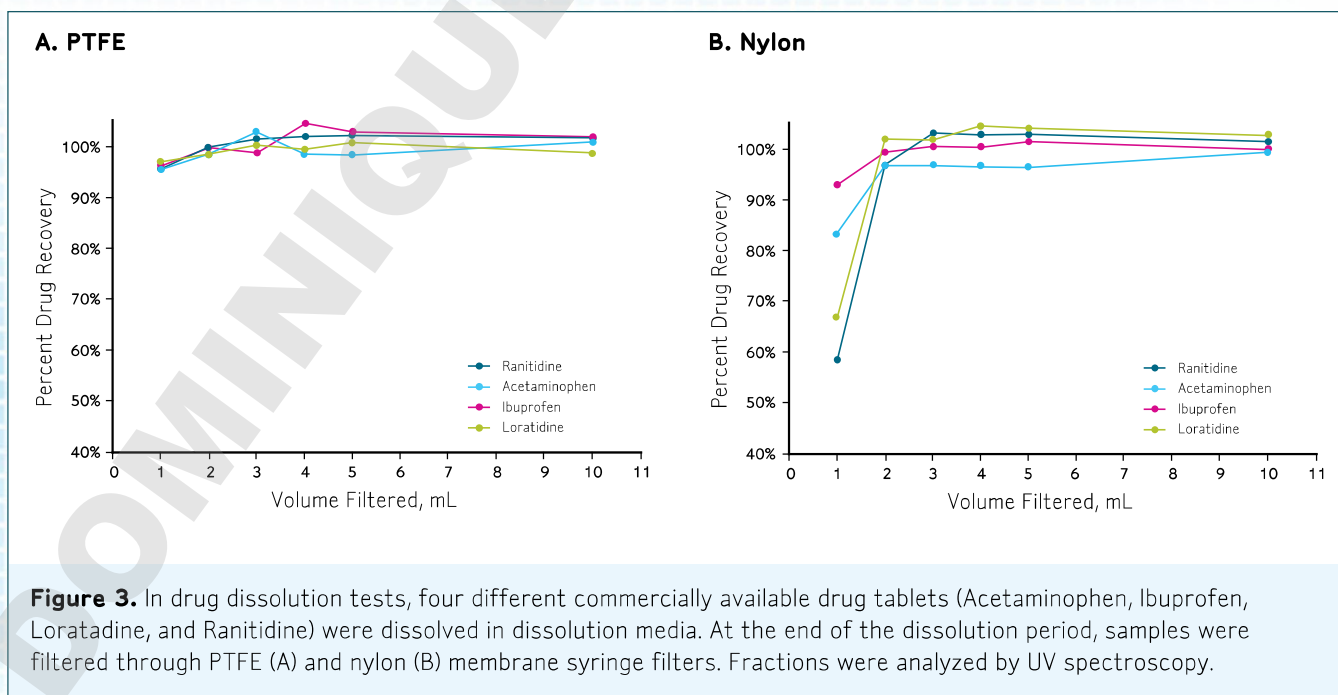 A. PTFE
100%
90%
80%
70%
60%
50%
40%
Percent Drug Recovery
0 1 2 3 4 5 6 7 8 9 10 11
Volume Filtered, mL
Ranitidine
Acetaminophen
Ibuprofen
Loratidine
B. Nylon
100%
90%
80%
70%
60%
50%
40%
Percent Drug Recovery
0 1 2 3 4 5 6 7 8 9 10 11
Volume Filtered, mL
Ranitidine
Acetaminophen
Ibuprofen
Loratidine
Figure 3. In drug dissolution tests, four different commercially available drug tablets (Acetaminophen, Ibuprofen,
Loratadine, and Ranitidine) were dissolved in dissolution media. At the end of the dissolution period, samples were
filtered through PTFE (A) and nylon (B) membrane syringe filters. Fractions were analyzed by UV spectroscopy.